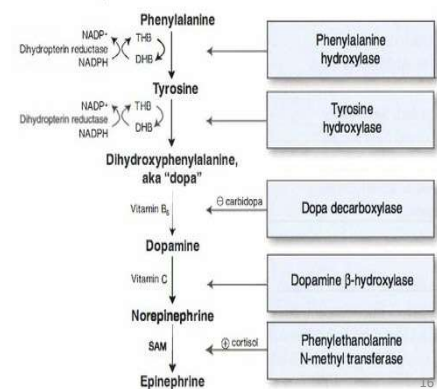 Phenylalanine
NADP+
THB
Dihydropterin reductase
NADPH
DHB
Phenylalanine
hydroxylase
Tyrosine
NADP+
THB
Dihydropterin reductase
NADPH
DHB
Tyrosine
hydroxylase
Dihydroxyphenylalanine,
aka “dopa”
Vitamin B6
⊖ carbidopa
Dopa decarboxylase
Dopamine
Vitamin C
Dopamine β-hydroxylase
Norepinephrine
SAM
⊕ cortisol
Phenylethanolamine
N-methyl transferase
Epinephrine
16